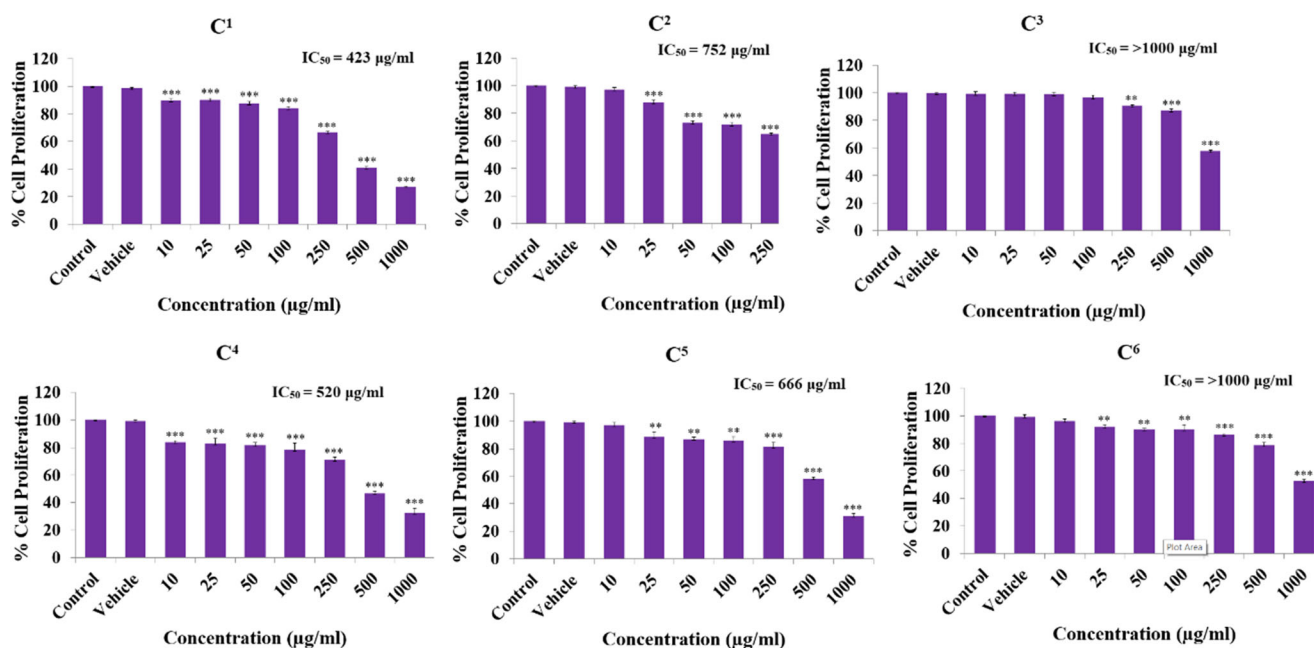 C¹
IC₅₀ = 423 µg/ml
% Cell Proliferation
120
100
80
60
40
20
0
*** *** *** *** *** *** ***
Control Vehicle 10 25 50 100 250 500 1000
Concentration (µg/ml)
C²
IC₅₀ = 752 µg/ml
% Cell Proliferation
120
100
80
60
40
20
0
*** *** *** ***
Control Vehicle 10 25 50 100 250
Concentration (µg/ml)
C³
IC₅₀ = >1000 µg/ml
% Cell Proliferation
120
100
80
60
40
20
0
** *** ***
Control Vehicle 10 25 50 100 250 500 1000
Concentration (µg/ml)
C⁴
IC₅₀ = 520 µg/ml
% Cell Proliferation
120
100
80
60
40
20
0
*** *** *** *** *** *** ***
Control Vehicle 10 25 50 100 250 500 1000
Concentration (µg/ml)
C⁵
IC₅₀ = 666 µg/ml
% Cell Proliferation
120
100
80
60
40
20
0
** ** ** *** *** ***
Control Vehicle 10 25 50 100 250 500 1000
Concentration (µg/ml)
C⁶
IC₅₀ = >1000 µg/ml
% Cell Proliferation
120
100
80
60
40
20
0
** ** ** *** *** ***
Plot Area
Control Vehicle 10 25 50 100 250 500 1000
Concentration (µg/ml)